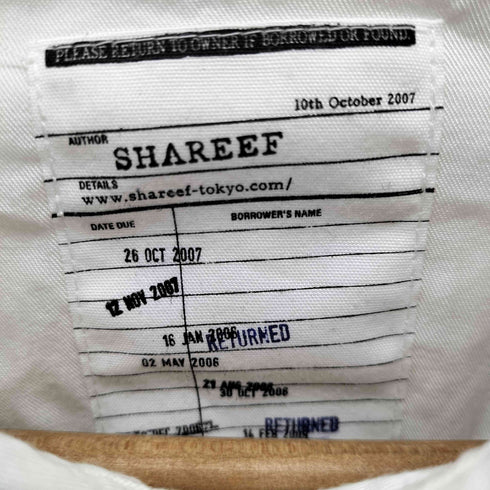 PLEASE RETURN TO OWNER IF BORROWED OR FOUND.
10th October 2007
AUTHOR
SHAREEF
DETAILS
www.shareef-tokyo.com/
DATE DUE BORROWER'S NAME
26 OCT 2007
12 NOV 2007
16 JAN 2006 RETURNED
02 MAY 2006
21 AUG 2006
30 OCT 2006
RETURNED
14 FEB